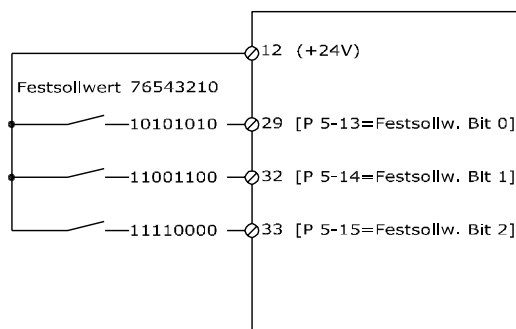 12 (+24V)
Festsollwert 76543210
10101010 29 [P 5-13=Festsollw. Bit 0]
11001100 32 [P 5-14=Festsollw. BIt 1]
11110000 33 [P 5-15=Festsollw. Bit 2]